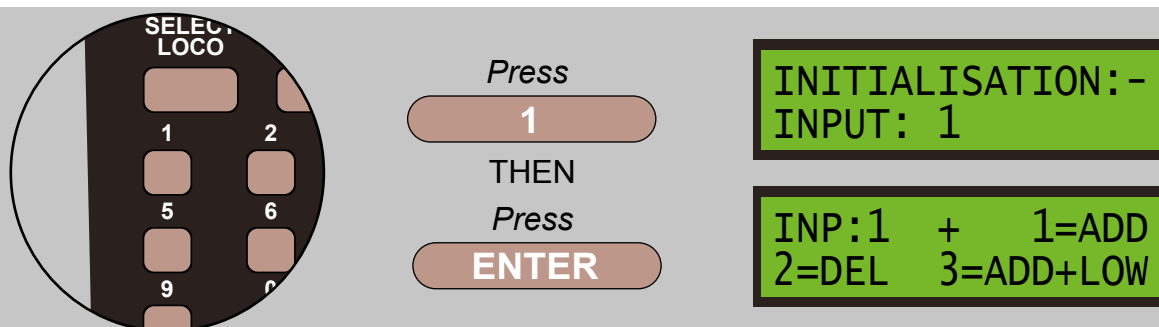 SELECT
LOCO
1 2
5 6
9 0
Press
1
THEN
Press
ENTER
INITIALISATION:-
INPUT: 1
INP:1 + 1=ADD
2=DEL 3=ADD+LOW